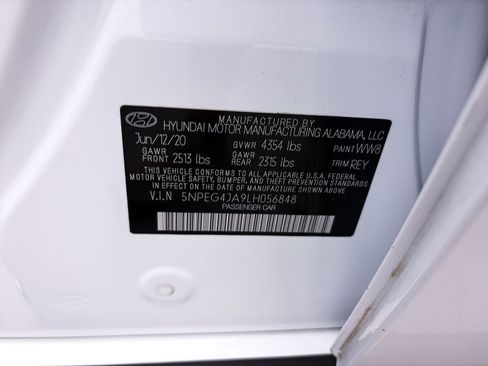 MANUFACTURED BY
HYUNDAI MOTOR MANUFACTURING ALABAMA, LLC
Jun/12/20 GVWR 4354 lbs PAINT WW8
GAWR FRONT 2513 lbs GAWR REAR 2315 lbs TRIM REY
THIS VEHICLE CONFORMS TO ALL APPLICABLE U.S.A. FEDERAL
MOTOR VEHICLE SAFETY, BUMPER, AND THEFT PREVENTION
STANDARDS IN EFFECT ON THE DATE OF MANUFACTURE SHOWN ABOVE.
V.I.N 5NPEG4JA9LH056848
PASSENGER CAR